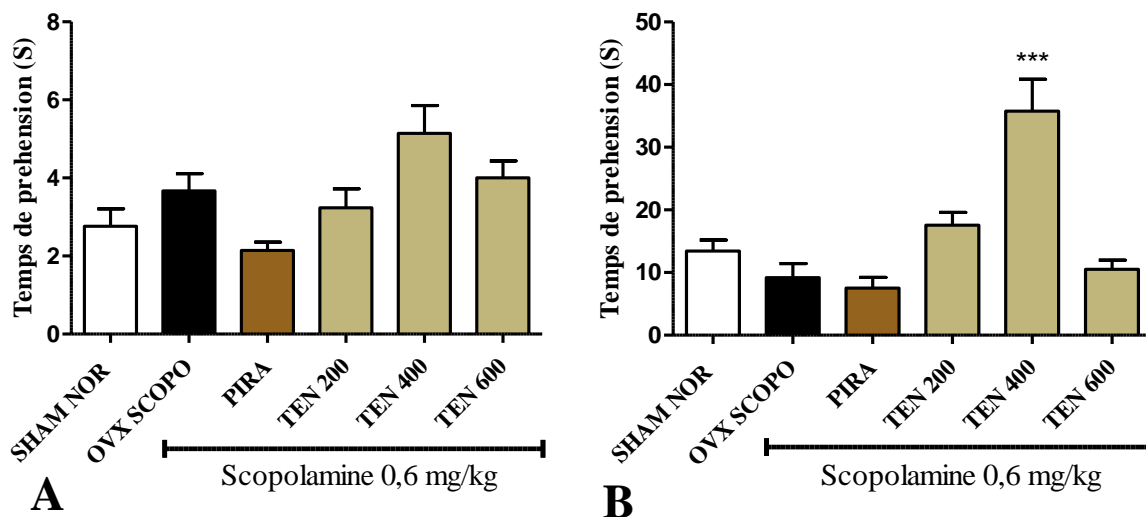 Temps de prehension (S)
8
6
4
2
0
SHAM NOR
OVX SCOPO
PIRA
TEN 200
TEN 400
TEN 600
Scopolamine 0,6 mg/kg
A
Temps de prehension (S)
50
40
30
20
10
0
***
SHAM NOR
OVX SCOPO
PIRA
TEN 200
TEN 400
TEN 600
Scopolamine 0,6 mg/kg
B